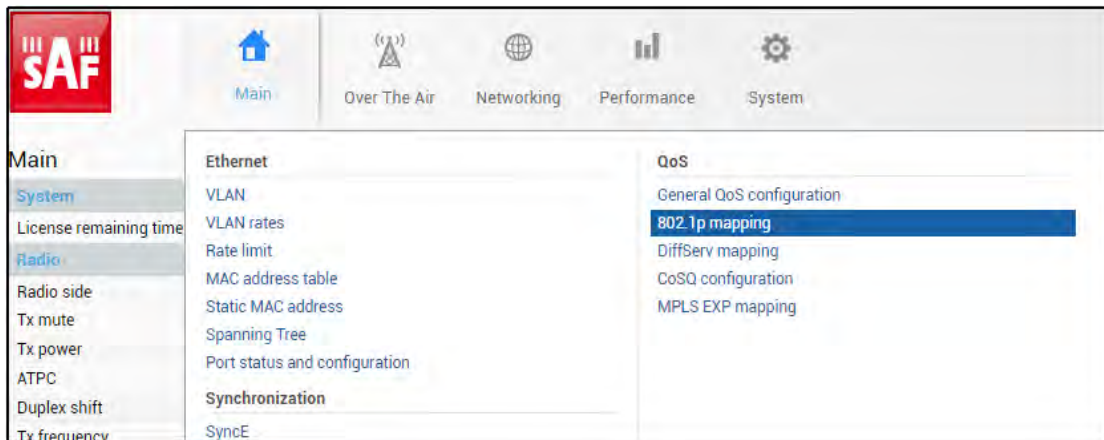 SAF
Main
Over The Air
Networking
Performance
System
Main
System
License remaining time
Radio
Radio side
Tx mute
Tx power
ATPC
Duplex shift
Tx frequency
Ethernet
VLAN
VLAN rates
Rate limit
MAC address table
Static MAC address
Spanning Tree
Port status and configuration
Synchronization
SyncE
QoS
General QoS configuration
802.1p mapping
DiffServ mapping
CoSQ configuration
MPLS EXP mapping